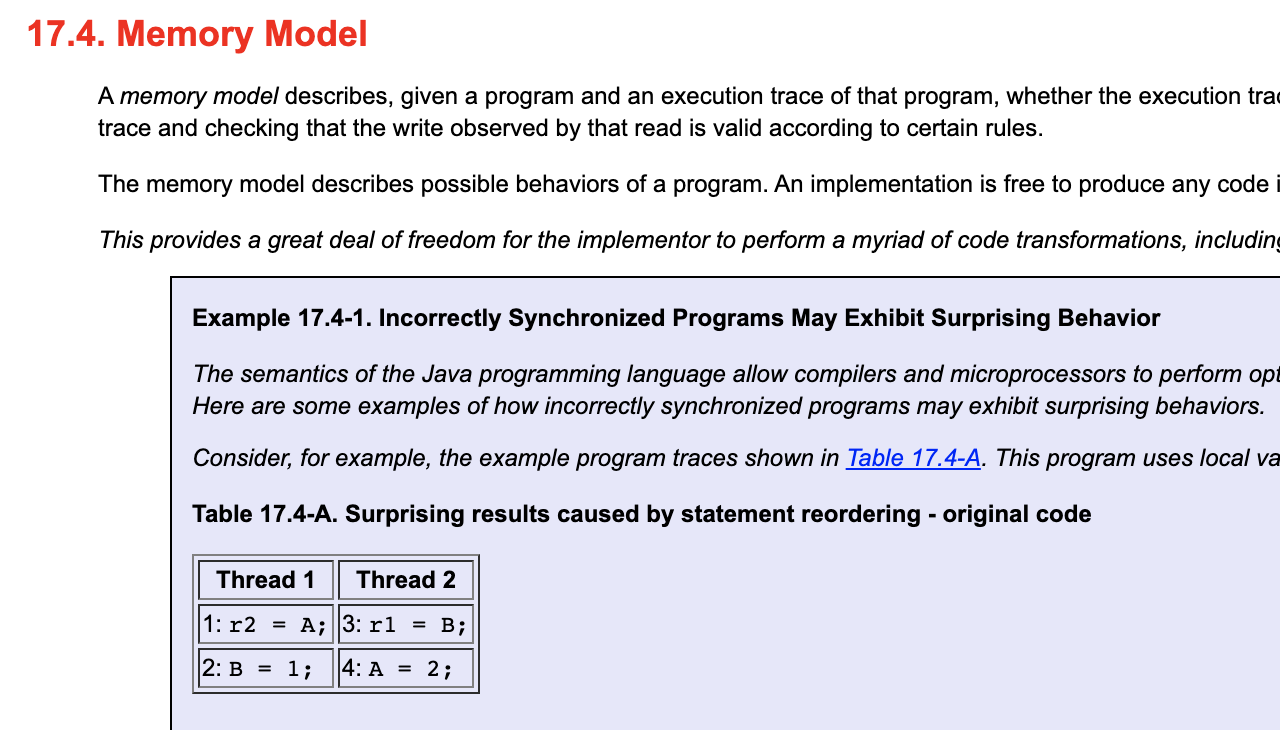 17.4. Memory Model
A memory model describes, given a program and an execution trace of that program, whether the execution
trace and checking that the write observed by that read is valid according to certain rules.
The memory model describes possible behaviors of a program. An implementation is free to produce any code
This provides a great deal of freedom for the implementor to perform a myriad of code transformations, including
Example 17.4-1. Incorrectly Synchronized Programs May Exhibit Surprising Behavior
The semantics of the Java programming language allow compilers and microprocessors to perform
Here are some examples of how incorrectly synchronized programs may exhibit surprising behaviors.
Consider, for example, the example program traces shown in Table 17.4-A. This program uses local
Table 17.4-A. Surprising results caused by statement reordering - original code
Thread 1 Thread 2
1: r2 = A; 3: r1 = B;
2: B = 1; 4: A = 2;